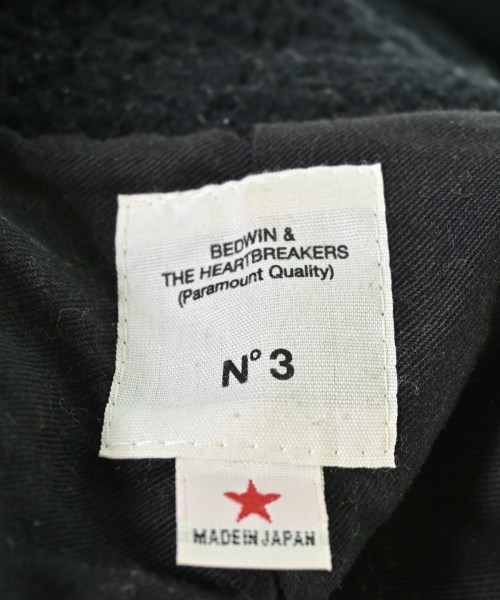 BEDWIN &
THE HEARTBREAKERS
(Paramount Quality)
N° 3
MADE IN JAPAN